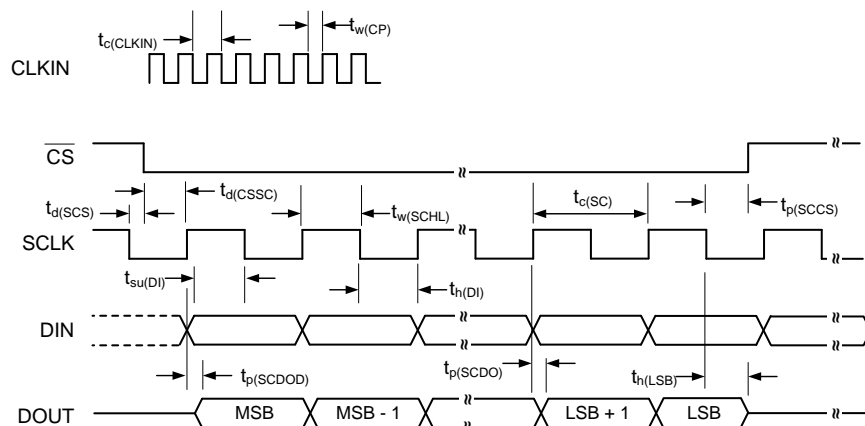 t_c(CLKIN)
t_w(CP)
CLKIN
CS
t_d(SCS)
t_d(CSSC)
t_w(SCHL)
t_c(SC)
t_p(SCCS)
SCLK
t_su(DI)
t_h(DI)
DIN
t_p(SCDOD)
t_p(SCDO)
t_h(LSB)
DOUT
MSB
MSB - 1
LSB + 1
LSB